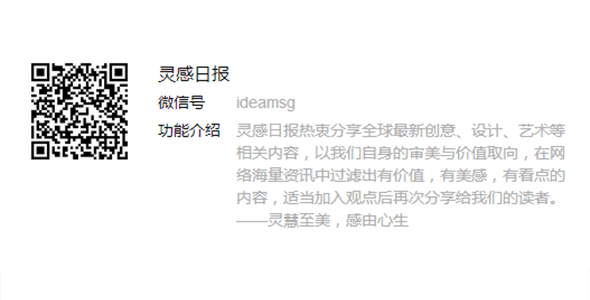 灵感日报
微信号 ideamsg
功能介绍 灵感日报热衷分享全球最新创意、设计、艺术等
相关内容，以我们自身的审美与价值取向，在网
络海量资讯中过滤出有价值，有美感，有看点的
内容，适当加入观点后再次分享给我们的读者。
——灵慧至美，感由心生